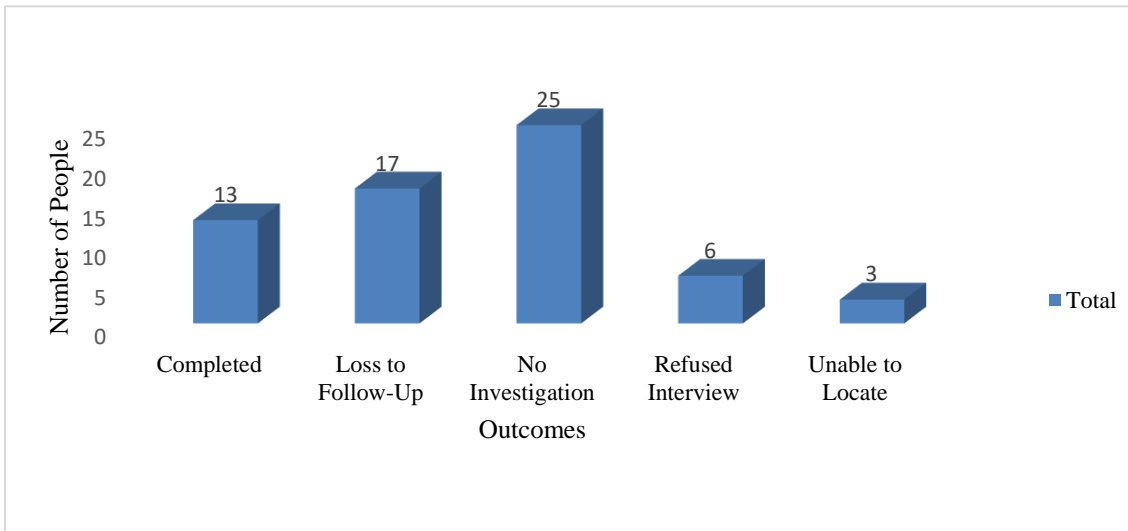 25
17
13
6
3
Number of People
25
20
15
10
5
0
Completed
Loss to
Follow-Up
No
Investigation
Refused
Interview
Unable to
Locate
Outcomes
Total